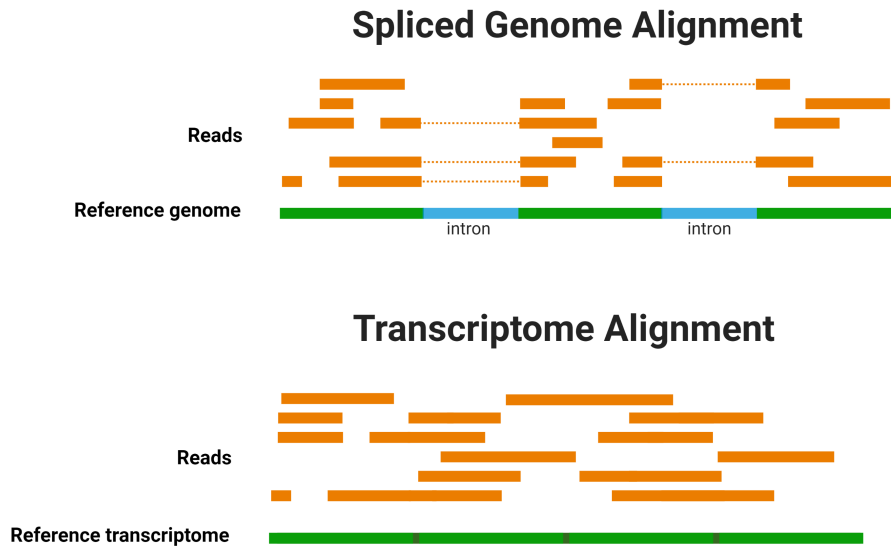 Spliced Genome Alignment
Reads
Reference genome
intron
intron
Transcriptome Alignment
Reads
Reference transcriptome